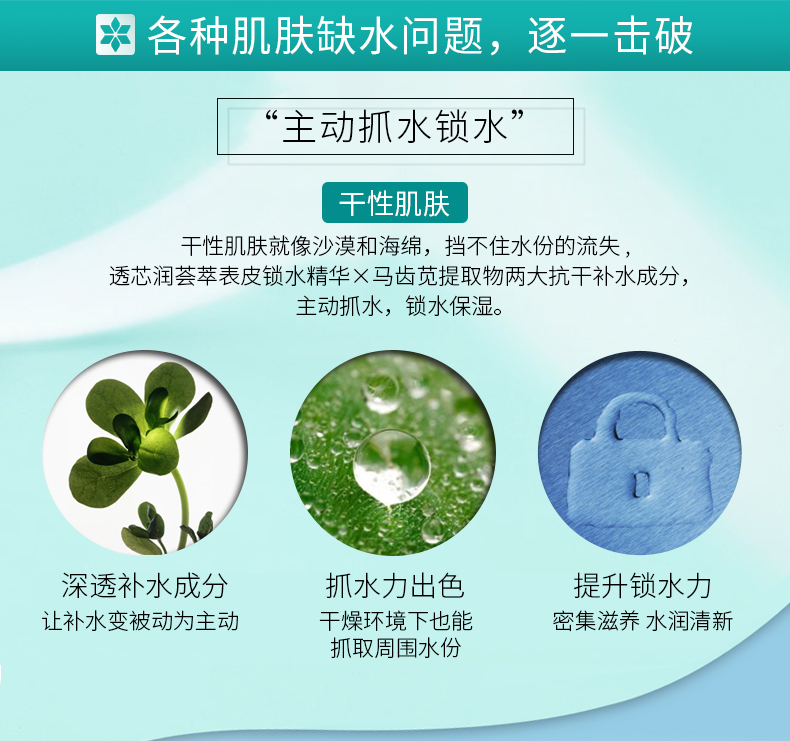 各种肌肤缺水问题，逐一击破
“主动抓水锁水”
干性肌肤
干性肌肤就像沙漠和海绵，挡不住水份的流失，
透芯润荟萃表皮锁水精华×马齿苋提取物两大抗干补水成分，
主动抓水，锁水保湿。
深透补水成分
让补水变被动为主动
抓水力出色
干燥环境下也能
抓取周围水份
提升锁水力
密集滋养 水润清新